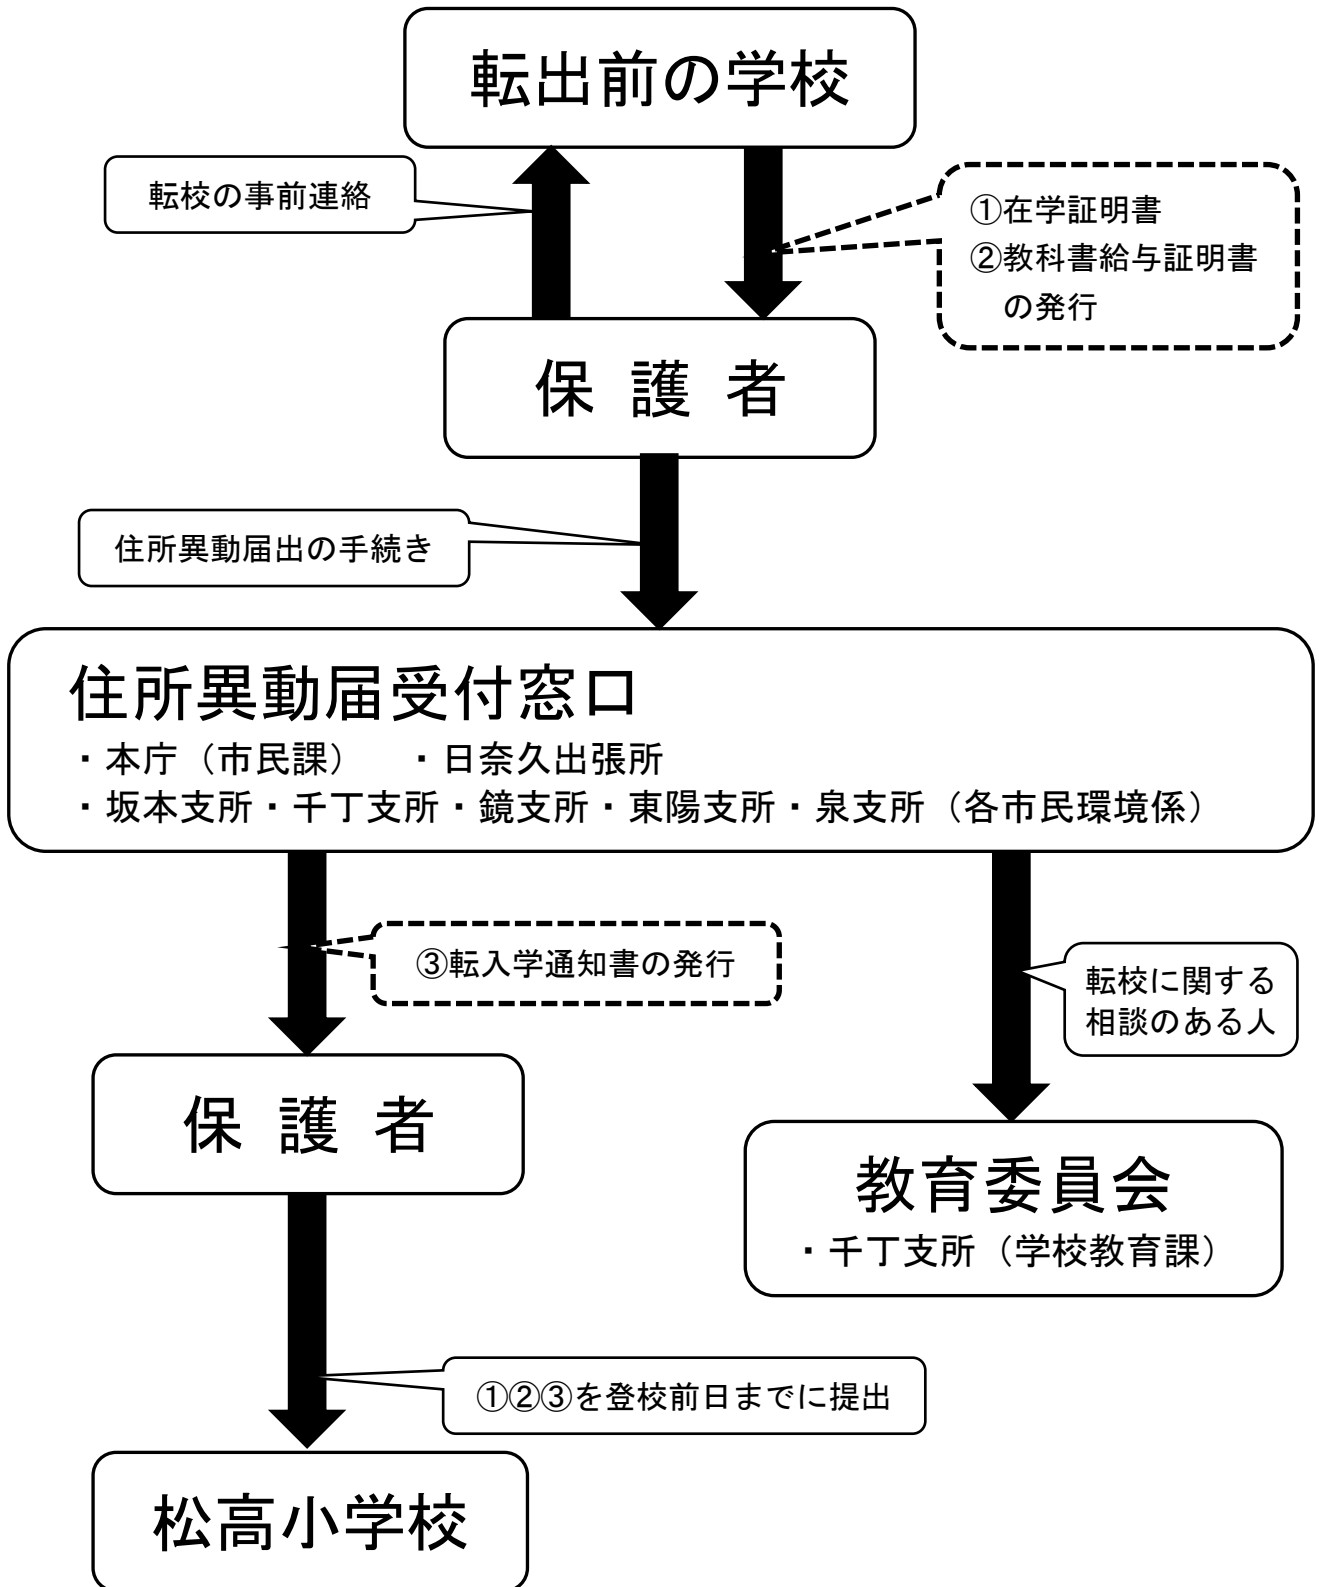 転出前の学校
転校の事前連絡
①在学証明書
②教科書給与証明書
の発行
保 護 者
住所異動届出の手続き
住所異動届受付窓口
・本庁（市民課）　・日奈久出張所
・坂本支所・千丁支所・鏡支所・東陽支所・泉支所（各市民環境係）
③転入学通知書の発行
転校に関する
相談のある人
保 護 者
教育委員会
・千丁支所（学校教育課）
①②③を登校前日までに提出
松高小学校